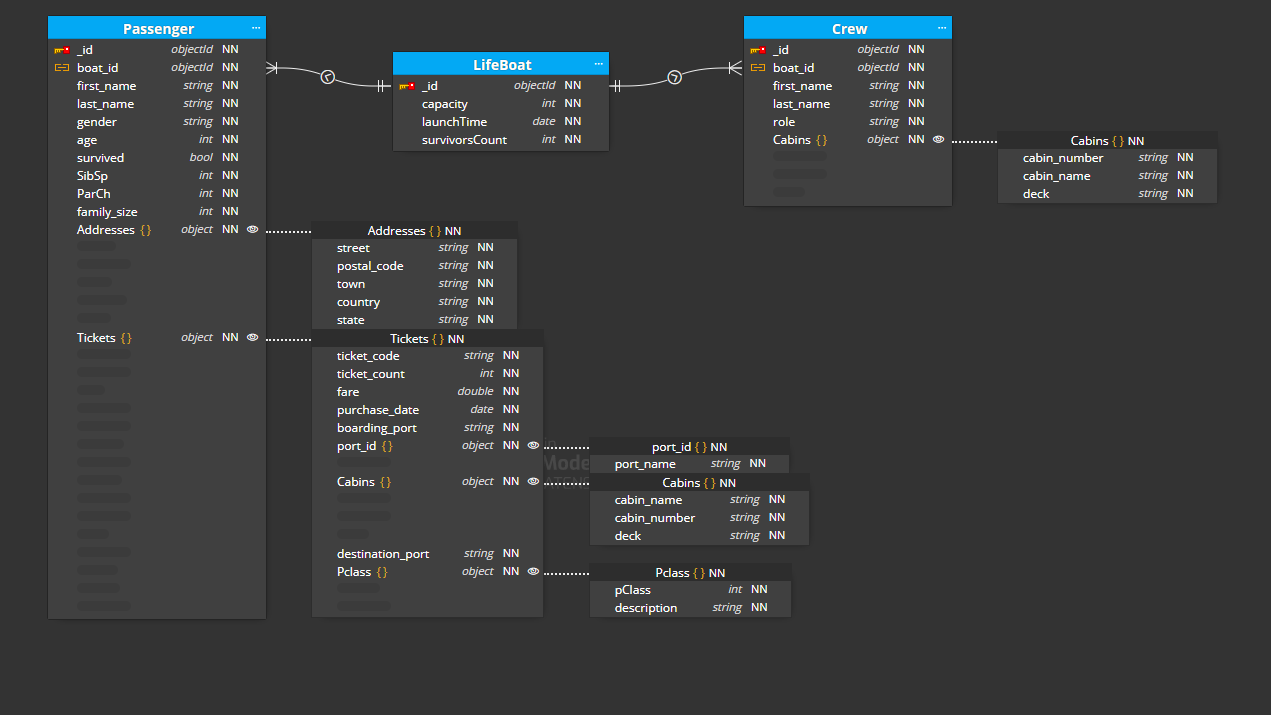 Passenger ...
_id objectId NN
boat_id objectId NN
first_name string NN
last_name string NN
gender string NN
age int NN
survived bool NN
SibSp int NN
ParCh int NN
family_size int NN
Addresses { } object NN
Tickets { } object NN
LifeBoat ...
_id objectId NN
capacity int NN
launchTime date NN
survivorsCount int NN
Crew ...
_id objectId NN
boat_id objectId NN
first_name string NN
last_name string NN
role string NN
Cabins { } object NN
Cabins { } NN
cabin_number string NN
cabin_name string NN
deck string NN
Addresses { } NN
street string NN
postal_code string NN
town string NN
country string NN
state string NN
Tickets { } NN
ticket_code string NN
ticket_count int NN
fare double NN
purchase_date date NN
boarding_port string NN
port_id { } object NN
Cabins { } object NN
destination_port string NN
Pclass { } object NN
port_id { } NN
port_name string NN
Cabins { } NN
cabin_name string NN
cabin_number string NN
deck string NN
Pclass { } NN
pClass int NN
description string NN